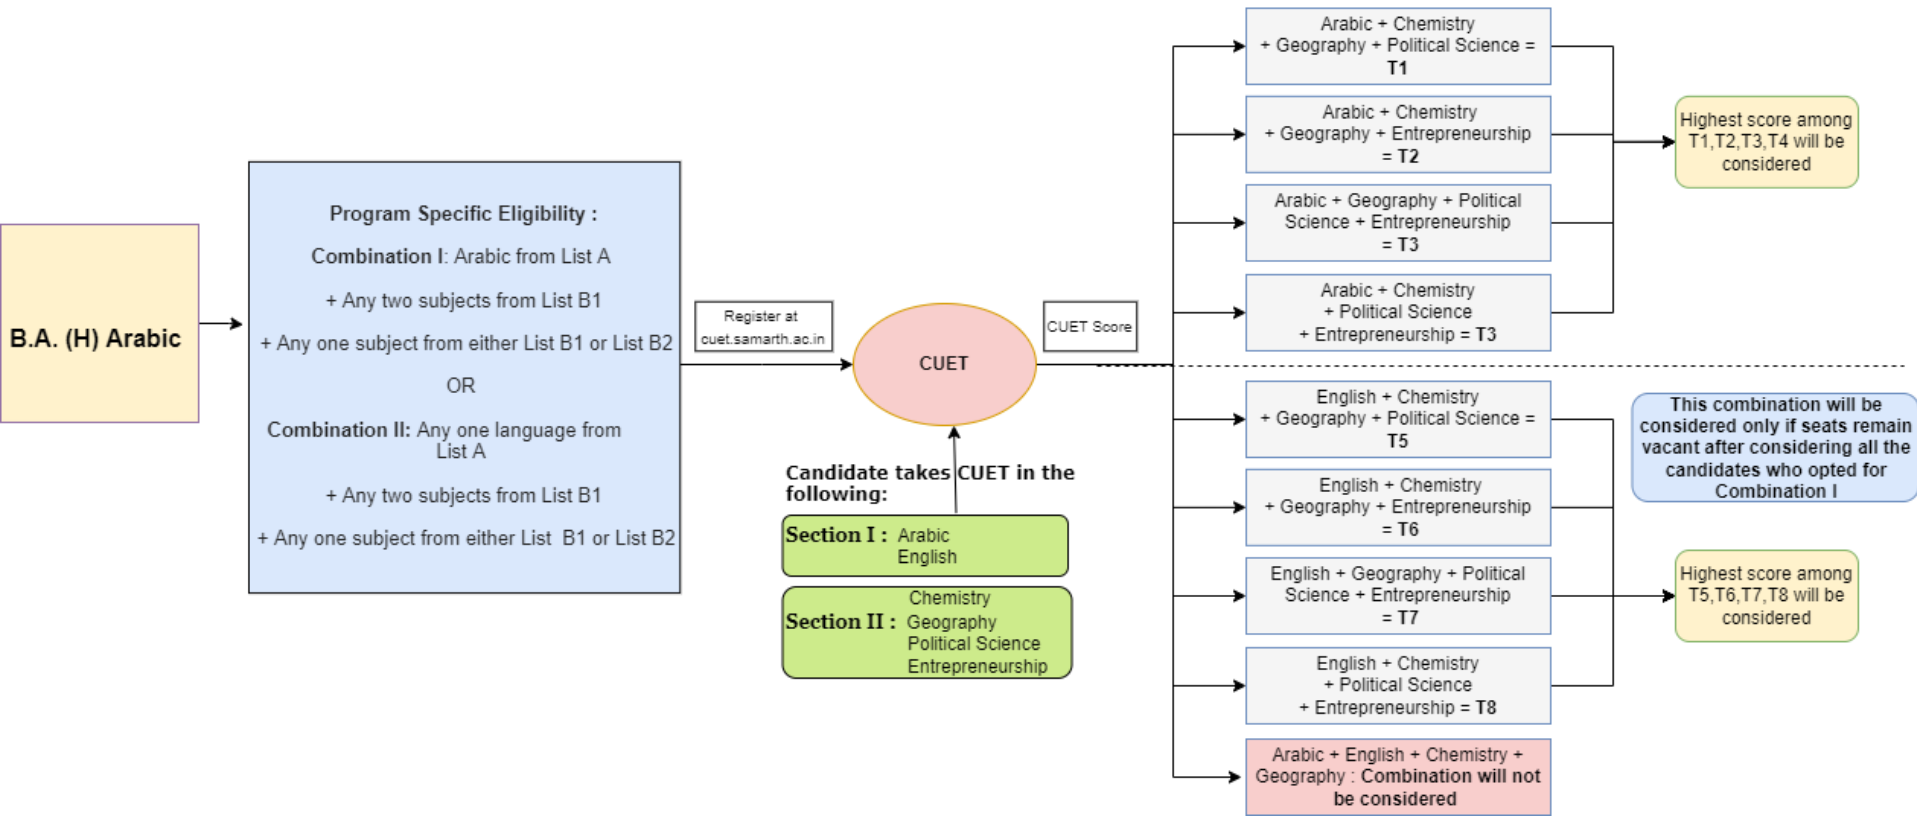 B.A. (H) Arabic
Program Specific Eligibility :
Combination I: Arabic from List A
+ Any two subjects from List B1
+ Any one subject from either List B1 or List B2
OR
Combination II: Any one language from
List A
+ Any two subjects from List B1
+ Any one subject from either List B1 or List B2
Register at
cuet.samarth.ac.in
CUET
CUET Score
Candidate takes CUET in the
following:
Section I : Arabic
English
Chemistry
Section II : Geography
Political Science
Entrepreneurship
Arabic + Chemistry
+ Geography + Political Science =
T1
Arabic + Chemistry
+ Geography + Entrepreneurship
= T2
Arabic + Geography + Political
Science + Entrepreneurship
= T3
Arabic + Chemistry
+ Political Science
+ Entrepreneurship = T3
Highest score among
T1,T2,T3,T4 will be
considered
English + Chemistry
+ Geography + Political Science =
T5
English + Chemistry
+ Geography + Entrepreneurship
= T6
English + Geography + Political
Science + Entrepreneurship
= T7
English + Chemistry
+ Political Science
+ Entrepreneurship = T8
Arabic + English + Chemistry +
Geography : Combination will not
be considered
This combination will be
considered only if seats remain
vacant after considering all the
candidates who opted for
Combination I
Highest score among
T5,T6,T7,T8 will be
considered